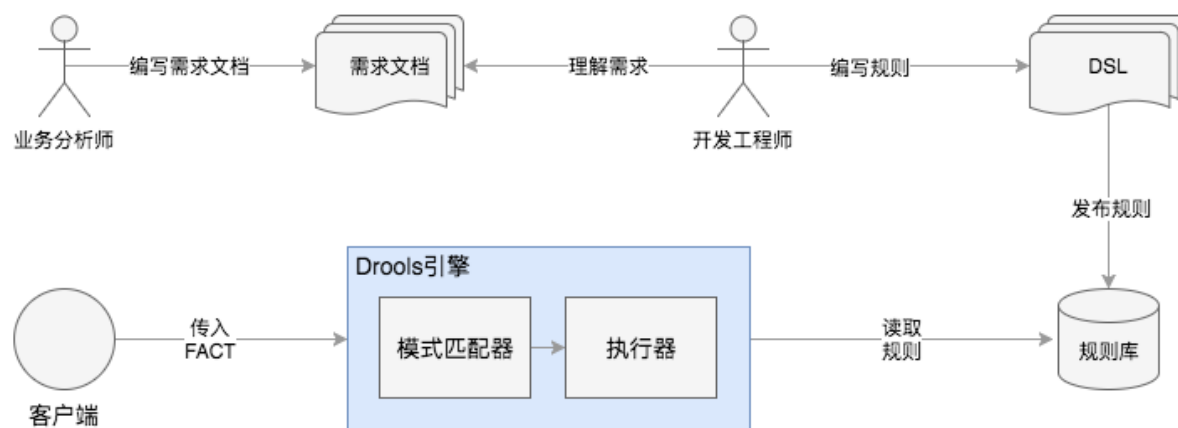 编写需求文档
需求文档
理解需求
编写规则
DSL
业务分析师
开发工程师
发布规则
Drools引擎
模式匹配器
执行器
传入
FACT
读取
规则
规则库
客户端